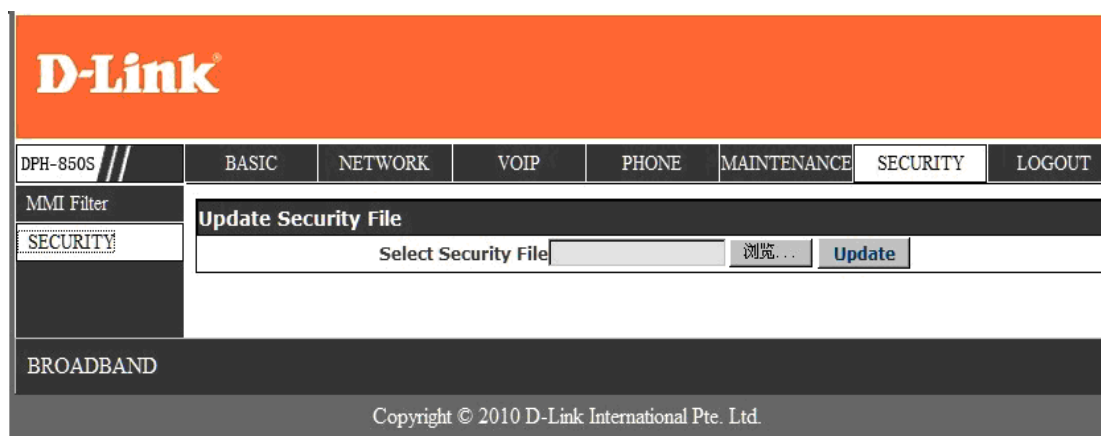 D-Link®
DPH-850S BASIC NETWORK VOIP PHONE MAINTENANCE SECURITY LOGOUT
MMI Filter
SECURITY
Update Security File
Select Security File 浏览... Update
BROADBAND
Copyright © 2010 D-Link International Pte. Ltd.